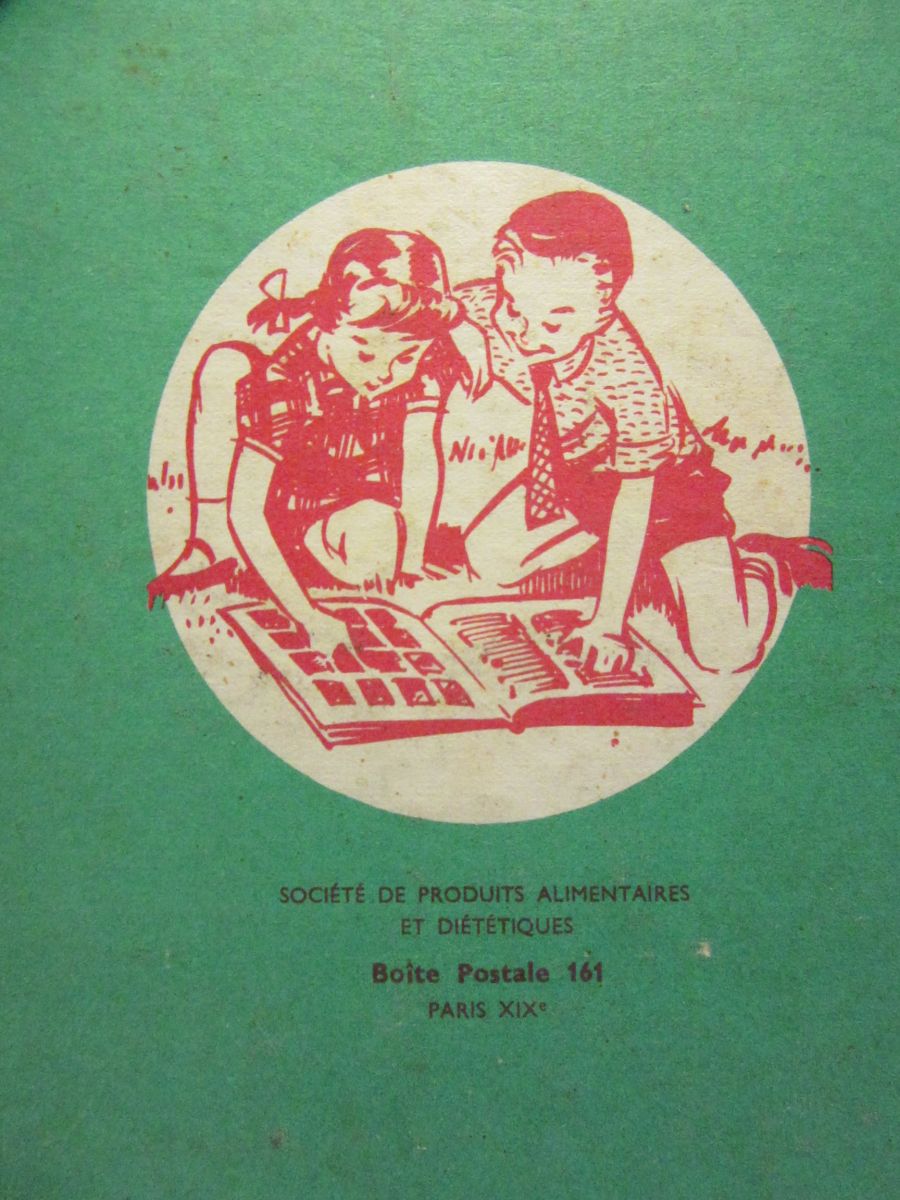 SOCIÉTÉ DE PRODUITS ALIMENTAIRES
ET DIÉTÉTIQUES
Boîte Postale 161
PARIS XIXe